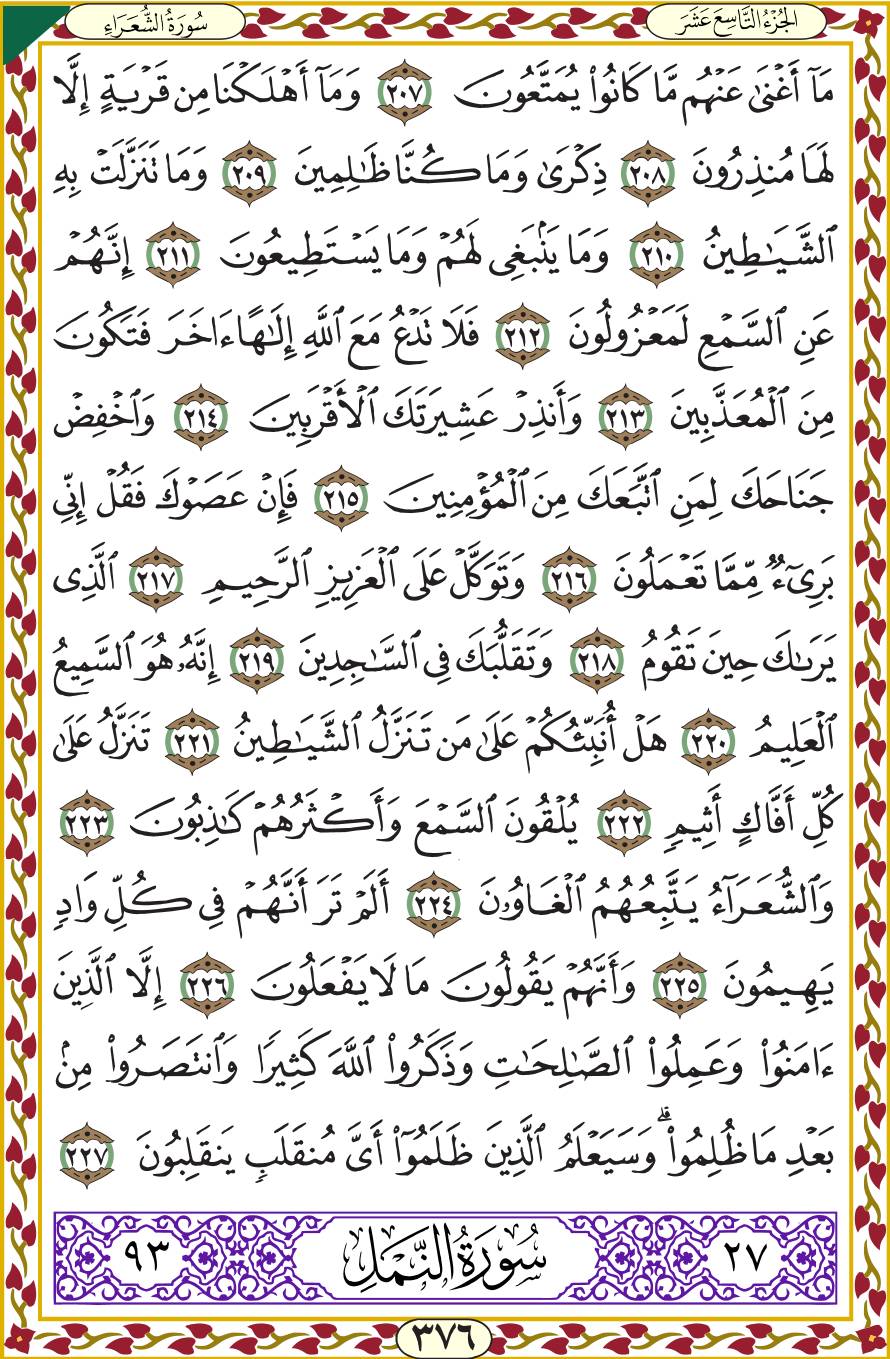 الجُزْءُ التَّاسِعَ عَشَرَ
سُورَةُ الشُّعَرَاءِ
مَآ أَغْنَىٰ عَنْهُم مَّا كَانُوا۟ يُمَتَّعُونَ ٢٠٧ وَمَآ أَهْلَكْنَا مِن قَرْيَةٍ إِلَّا
لَهَا مُنذِرُونَ ٢٠٨ ذِكْرَىٰ وَمَا كُنَّا ظَـٰلِمِينَ ٢٠٩ وَمَا تَنَزَّلَتْ بِهِ
ٱلشَّيَـٰطِينُ ٢١٠ وَمَا يَنۢبَغِى لَهُمْ وَمَا يَسْتَطِيعُونَ ٢١١ إِنَّهُمْ
عَنِ ٱلسَّمْعِ لَمَعْزُولُونَ ٢١٢ فَلَا تَدْعُ مَعَ ٱللَّهِ إِلَـٰهًا ءَاخَرَ فَتَكُونَ
مِنَ ٱلْمُعَذَّبِينَ ٢١٣ وَأَنذِرْ عَشِيرَتَكَ ٱلْأَقْرَبِينَ ٢١٤ وَٱخْفِضْ
جَنَاحَكَ لِمَنِ ٱتَّبَعَكَ مِنَ ٱلْمُؤْمِنِينَ ٢١٥ فَإِنْ عَصَوْكَ فَقُلْ إِنِّى
بَرِىٓءٌ مِّمَّا تَعْمَلُونَ ٢١٦ وَتَوَكَّلْ عَلَى ٱلْعَزِيزِ ٱلرَّحِيمِ ٢١٧ ٱلَّذِى
يَرَىٰكَ حِينَ تَقُومُ ٢١٨ وَتَقَلُّبَكَ فِى ٱلسَّـٰجِدِينَ ٢١٩ إِنَّهُۥ هُوَ ٱلسَّمِيعُ
ٱلْعَلِيمُ ٢٢٠ هَلْ أُنَبِّئُكُمْ عَلَىٰ مَن تَنَزَّلُ ٱلشَّيَـٰطِينُ ٢٢١ تَنَزَّلُ عَلَىٰ
كُلِّ أَفَّاكٍ أَثِيمٍ ٢٢٢ يُلْقُونَ ٱلسَّمْعَ وَأَكْثَرُهُمْ كَـٰذِبُونَ ٢٢٣
وَٱلشُّعَرَآءُ يَتَّبِعُهُمُ ٱلْغَاوُۥنَ ٢٢٤ أَلَمْ تَرَ أَنَّهُمْ فِى كُلِّ وَادٍ
يَهِيمُونَ ٢٢٥ وَأَنَّهُمْ يَقُولُونَ مَا لَا يَفْعَلُونَ ٢٢٦ إِلَّا ٱلَّذِينَ
ءَامَنُوا۟ وَعَمِلُوا۟ ٱلصَّـٰلِحَـٰتِ وَذَكَرُوا۟ ٱللَّهَ كَثِيرًا وَٱنتَصَرُوا۟ مِنۢ
بَعْدِ مَا ظُلِمُوا۟ ۗ وَسَيَعْلَمُ ٱلَّذِينَ ظَلَمُوٓا۟ أَىَّ مُنقَلَبٍ يَنقَلِبُونَ ٢٢٧
٢٧ سُورَةُ النَّمْلِ ٩٣
٣٧٦